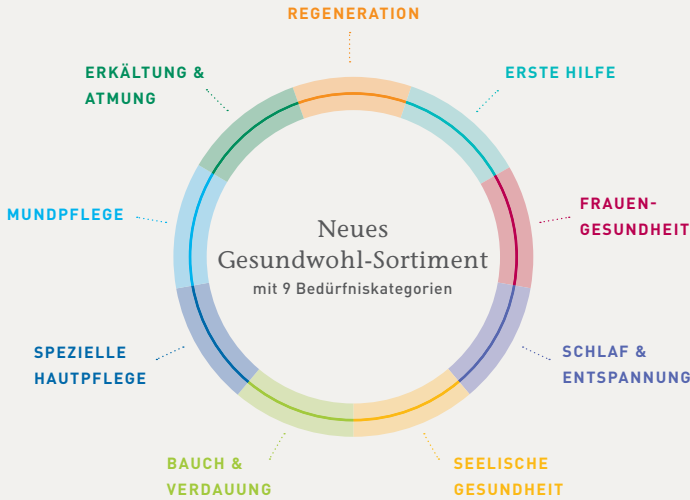 REGENERATION
ERKÄLTUNG &
ATMUNG
ERSTE HILFE
MUNDPFLEGE
FRAUEN-
GESUNDHEIT
Neues
Gesundwohl-Sortiment
mit 9 Bedürfniskategorien
SPEZIELLE
HAUTPFLEGE
SCHLAF &
ENTSPANNUNG
BAUCH &
VERDAUUNG
SEELISCHE
GESUNDHEIT